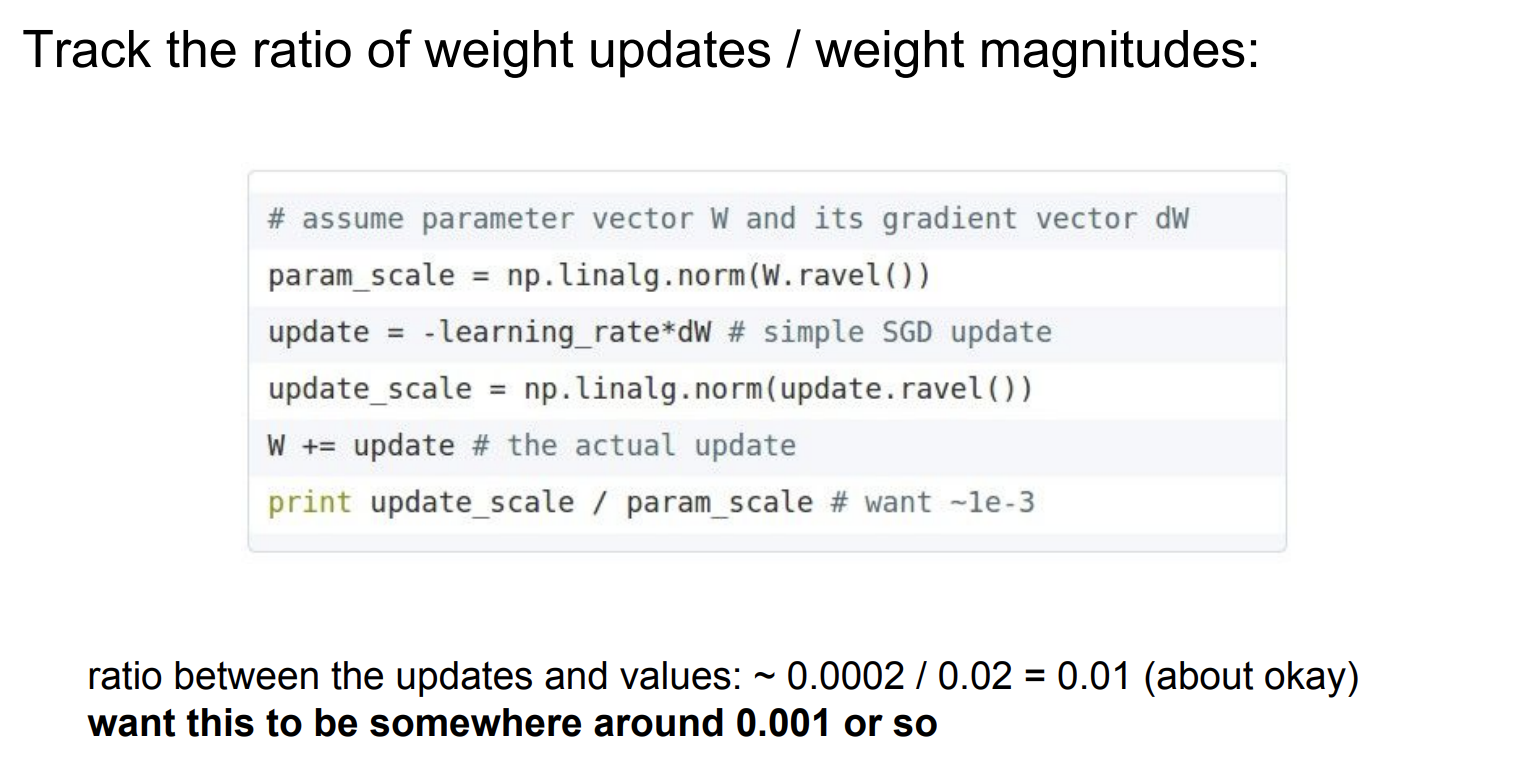 Track the ratio of weight updates / weight magnitudes:
# assume parameter vector W and its gradient vector dW
param_scale = np.linalg.norm(W.ravel())
update = -learning_rate*dW # simple SGD update
update_scale = np.linalg.norm(update.ravel())
W += update # the actual update
print update_scale / param_scale # want ~1e-3
ratio between the updates and values: ~ 0.0002 / 0.02 = 0.01 (about okay)
want this to be somewhere around 0.001 or so